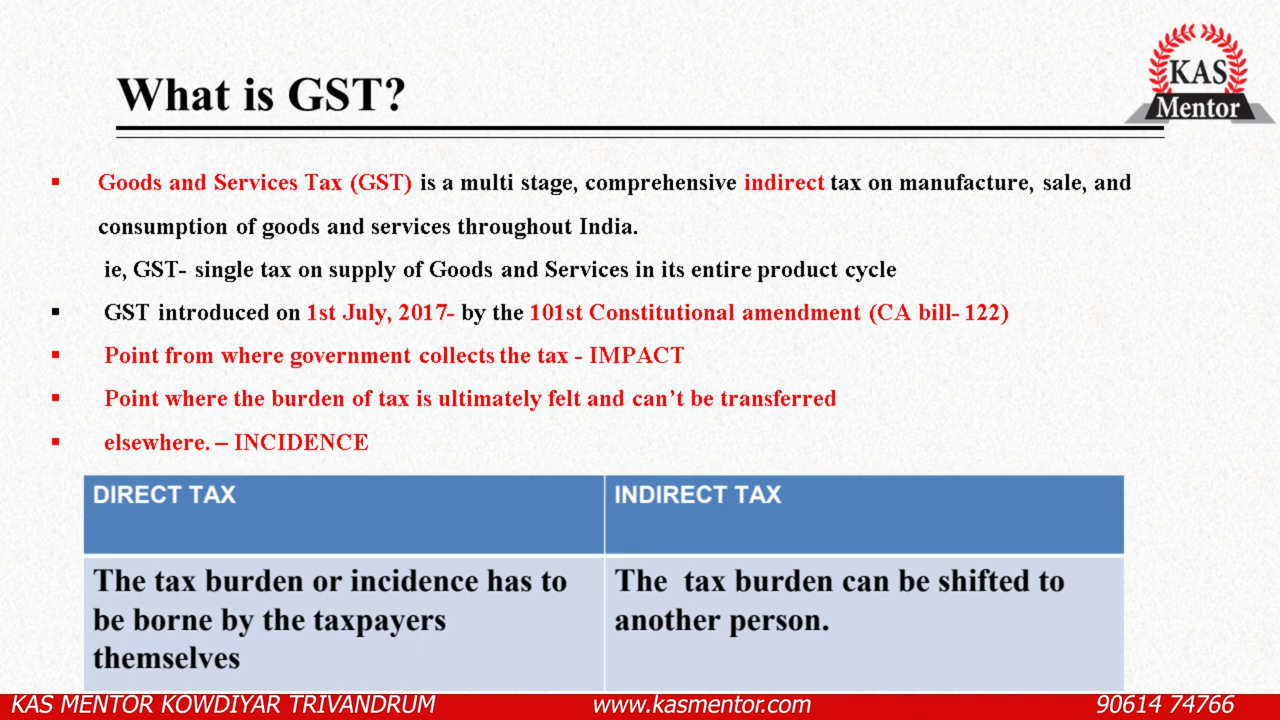 What is GST?
KAS
Mentor
▪ Goods and Services Tax (GST) is a multi stage, comprehensive indirect tax on manufacture, sale, and
consumption of goods and services throughout India.
ie, GST- single tax on supply of Goods and Services in its entire product cycle
▪ GST introduced on 1st July, 2017- by the 101st Constitutional amendment (CA bill- 122)
▪ Point from where government collects the tax - IMPACT
▪ Point where the burden of tax is ultimately felt and can’t be transferred
▪ elsewhere. – INCIDENCE
DIRECT TAX
INDIRECT TAX
The tax burden or incidence has to
be borne by the taxpayers
themselves
The tax burden can be shifted to
another person.
KAS MENTOR KOWDIYAR TRIVANDRUM www.kasmentor.com 90614 74766